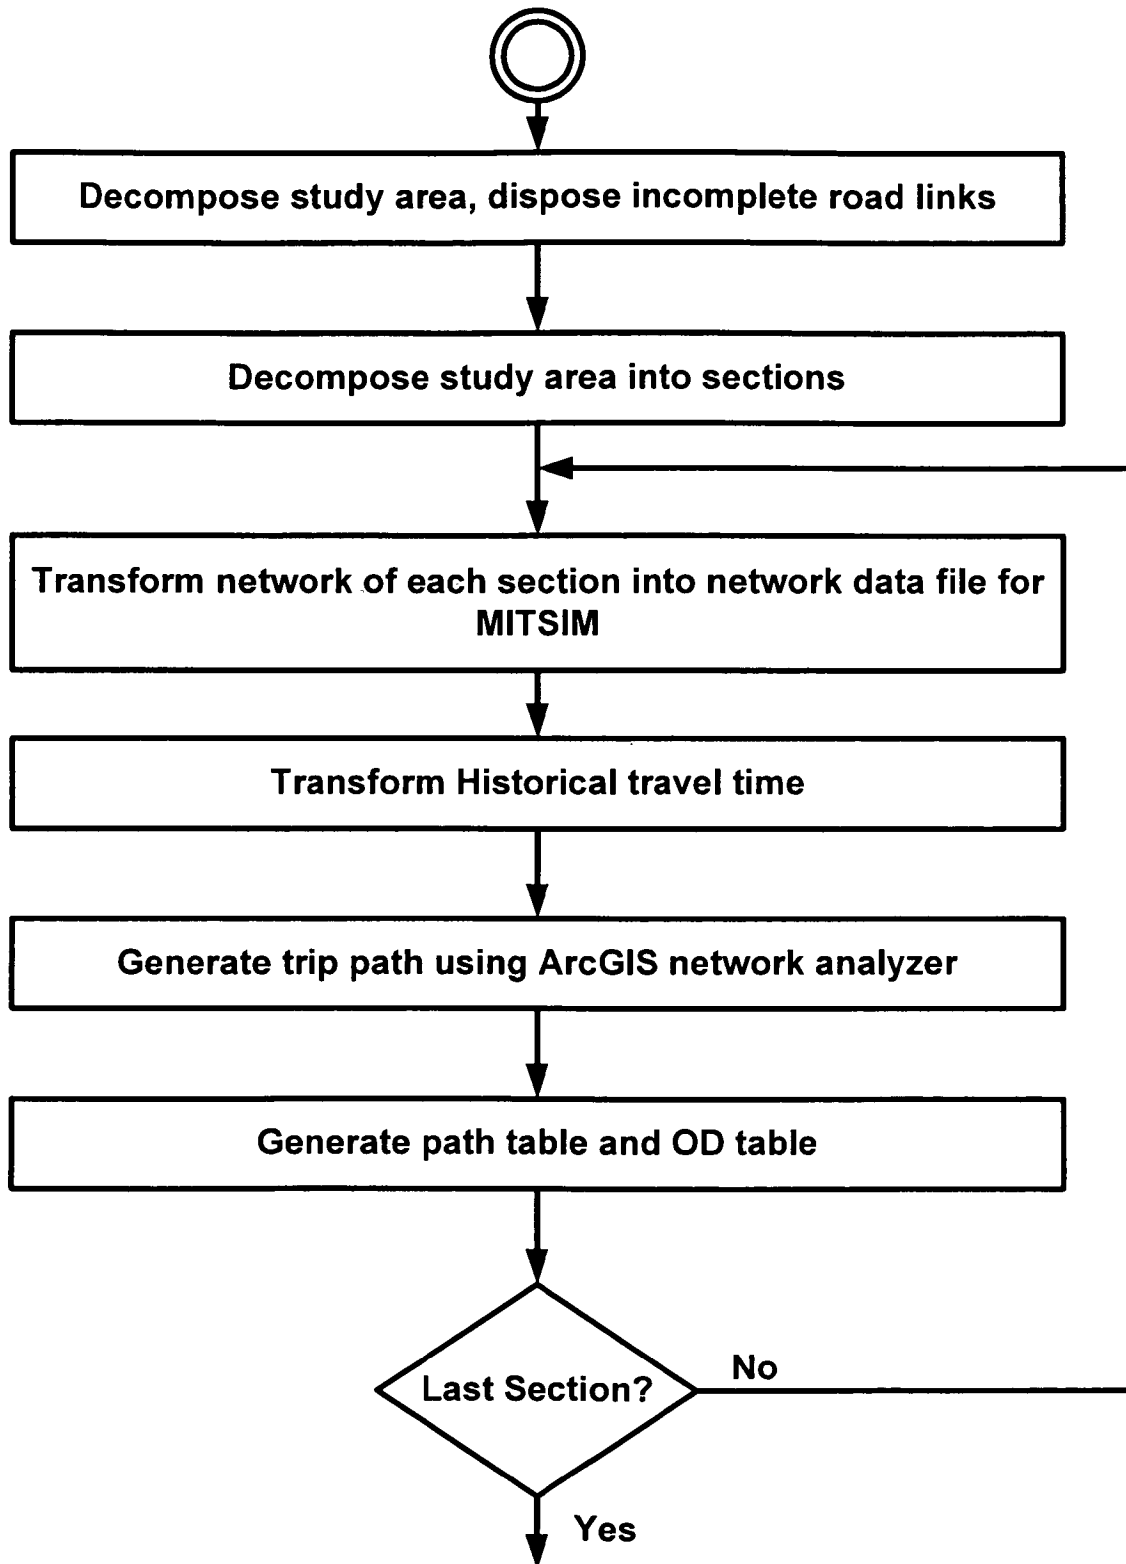 Decompose study area, dispose incomplete road links
Decompose study area into sections
Transform network of each section into network data file for
MITSIM
Transform Historical travel time
Generate trip path using ArcGIS network analyzer
Generate path table and OD table
Last Section?
No
Yes